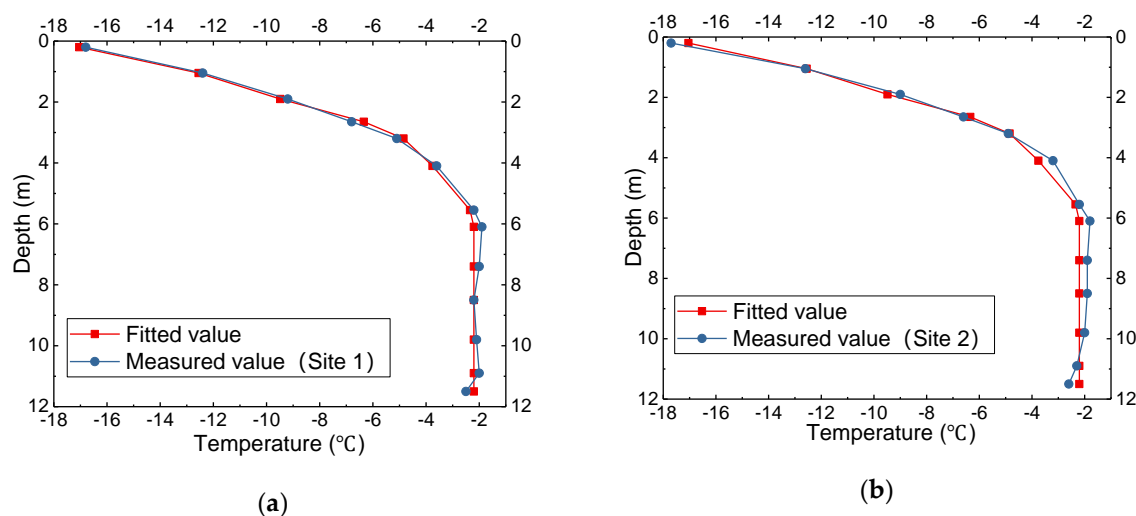 -18 -16 -14 -12 -10 -8 -6 -4 -2
0 0
2 2
4 4
6 6
8 8
10 10
12 12
Depth (m)
Fitted value
Measured value (Site 1)
-18 -16 -14 -12 -10 -8 -6 -4 -2
Temperature (℃)
(a)
-18 -16 -14 -12 -10 -8 -6 -4 -2
0 0
2 2
4 4
6 6
8 8
10 10
12 12
Depth (m)
Fitted value
Measured value (Site 2)
-18 -16 -14 -12 -10 -8 -6 -4 -2
Temperature (℃)
(b)